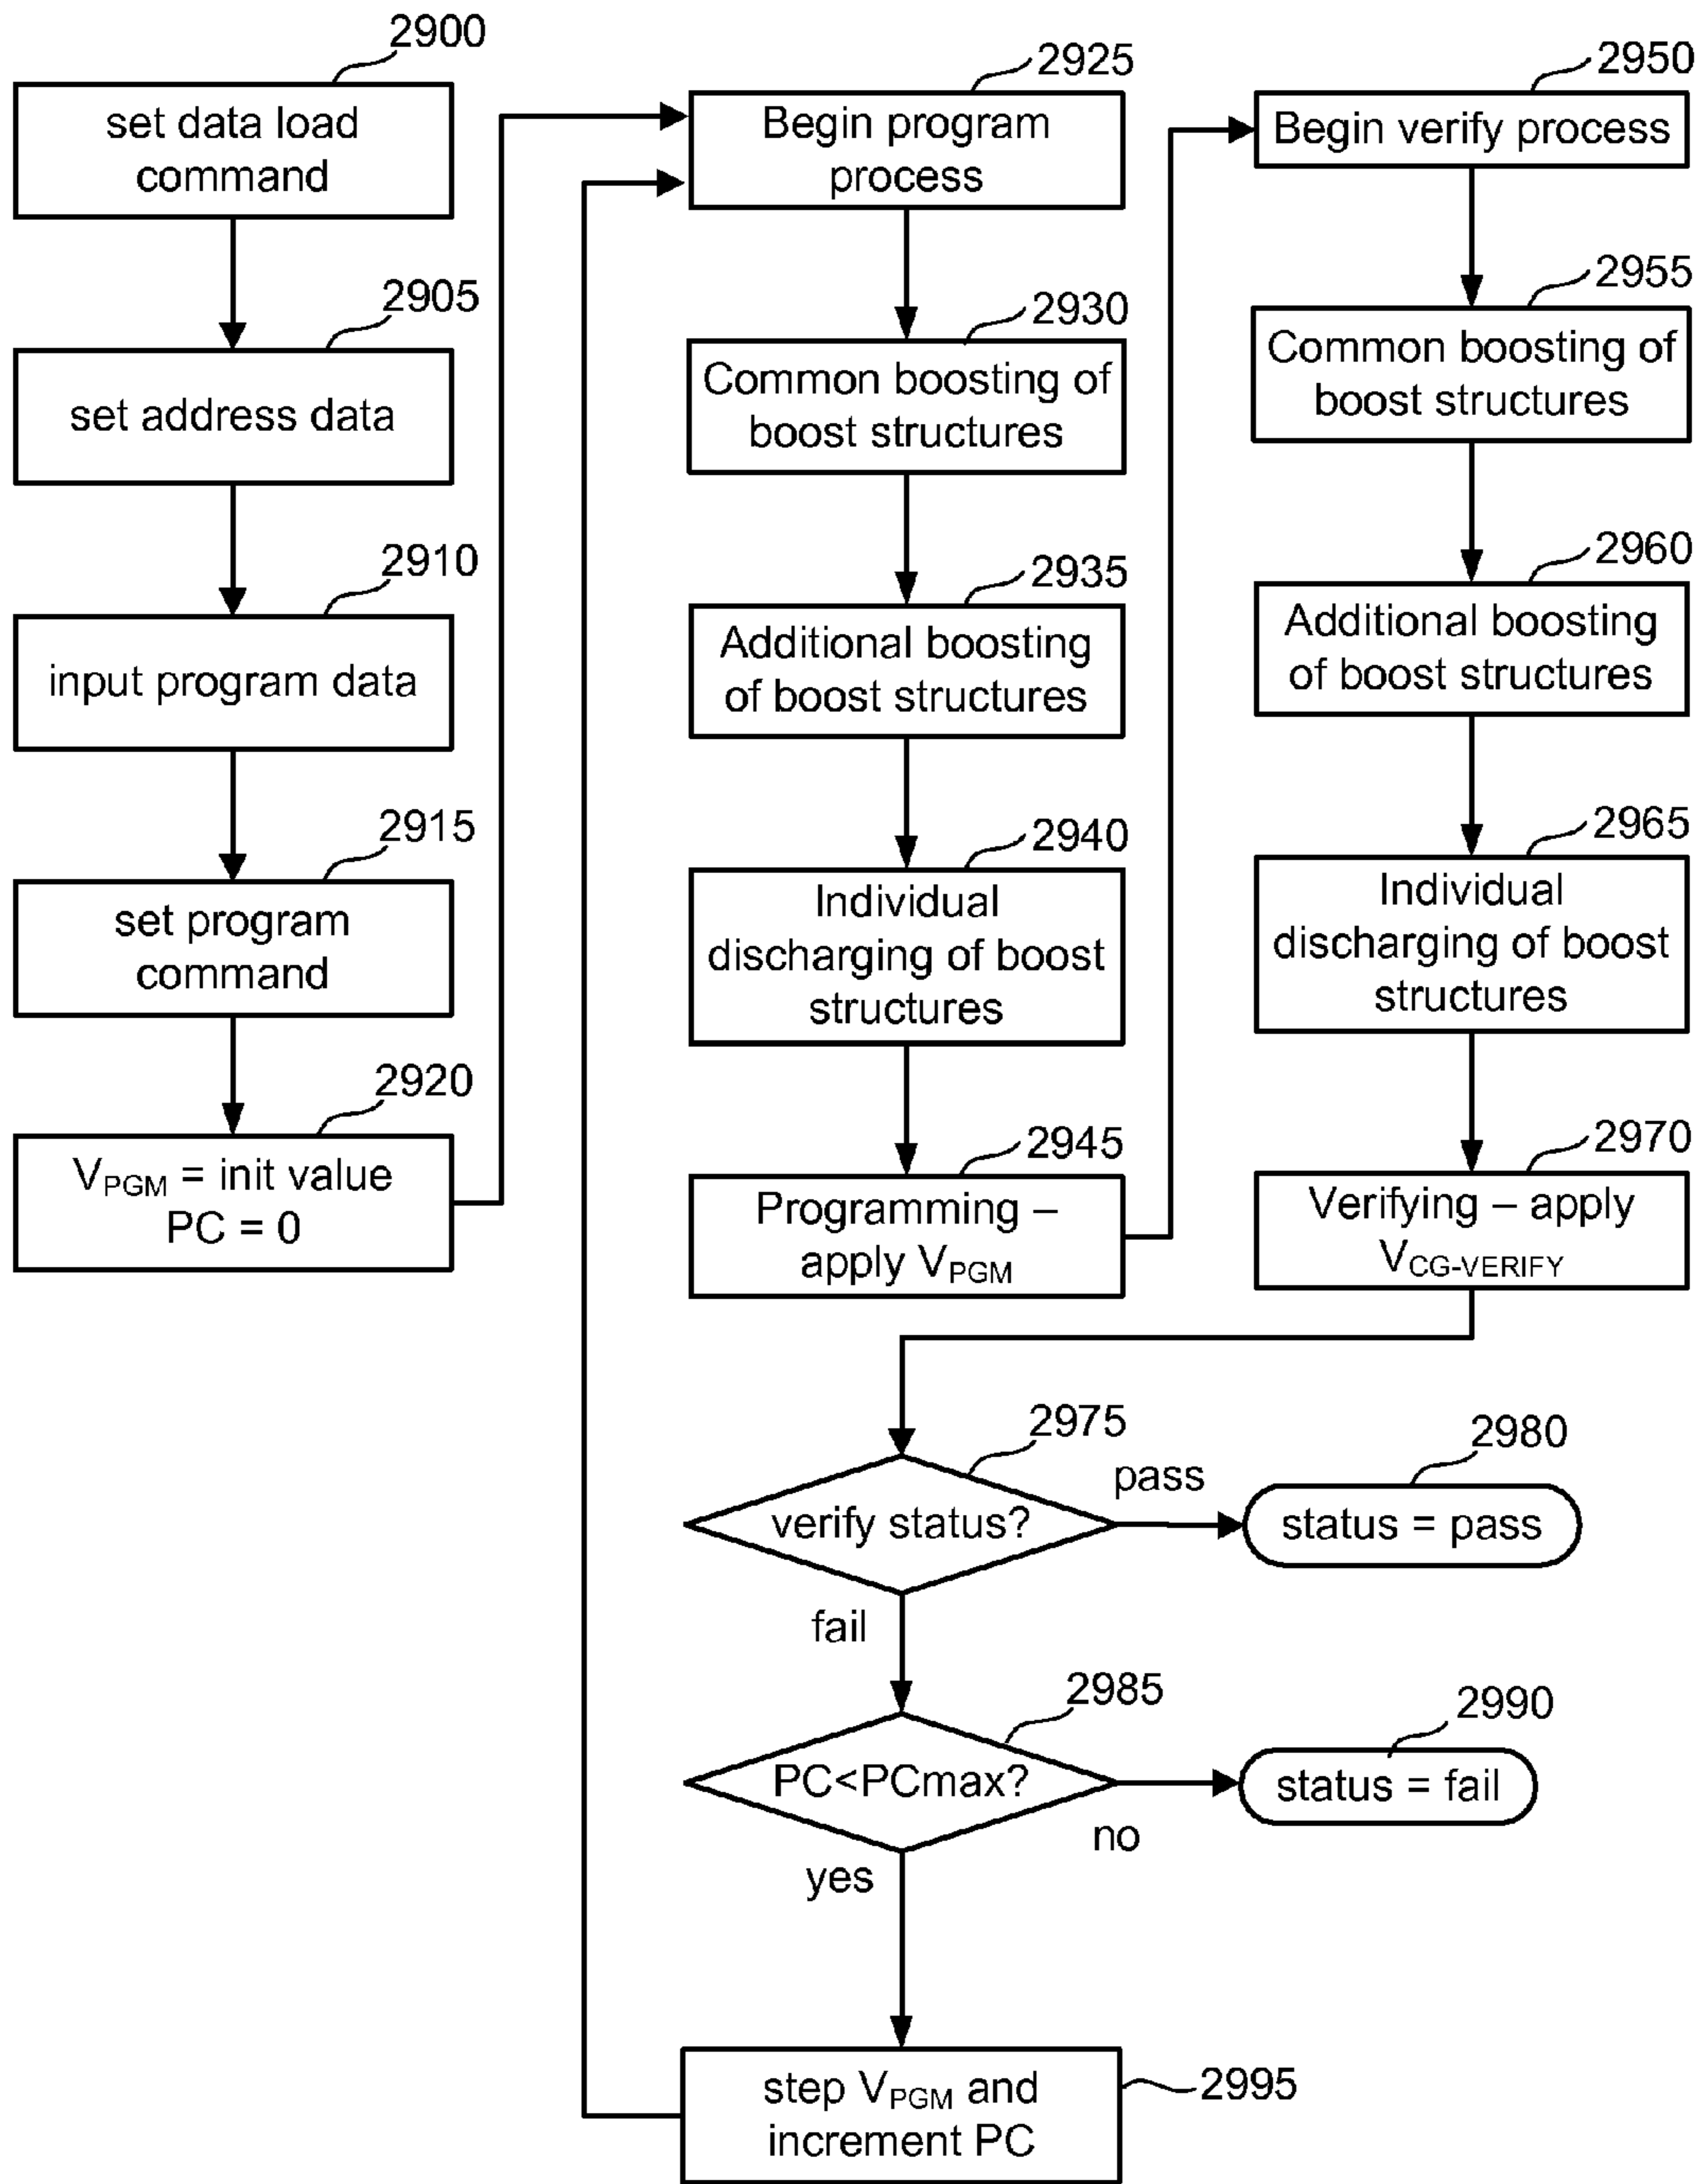 2900
set data load
command
2905
set address data
2910
input program data
2915
set program
command
2920
V_PGM = init value
PC = 0
2925
Begin program
process
2930
Common boosting of
boost structures
2935
Additional boosting
of boost structures
2940
Individual
discharging of boost
structures
2945
Programming –
apply V_PGM
2950
Begin verify process
2955
Common boosting of
boost structures
2960
Additional boosting
of boost structures
2965
Individual
discharging of boost
structures
2970
Verifying – apply
V_CG-VERIFY
2975
verify status?
pass
2980
status = pass
fail
2985
PC<PCmax?
no
2990
status = fail
yes
step V_PGM and
increment PC
2995